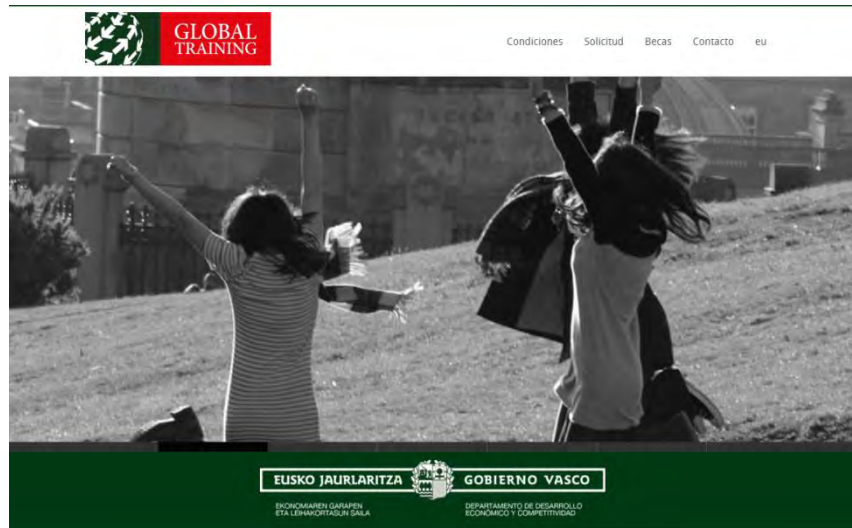 GLOBAL
TRAINING
Condiciones Solicitud Becas Contacto eu
EUSKO JAURLARITZA GOBIERNO VASCO
EKONOMIAREN GARAPEN
ETA LEHIAKORTASUN SAILA
DEPARTAMENTO DE DESARROLLO
ECONÓMICO Y COMPETITIVIDAD